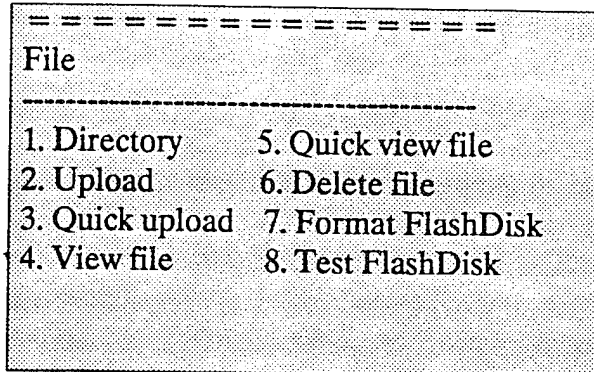 = = = = = = = = = = = = = = = = =
File
------------------------------------------------
1. Directory 5. Quick view file
2. Upload 6. Delete file
3. Quick upload 7. Format FlashDisk
4. View file 8. Test FlashDisk